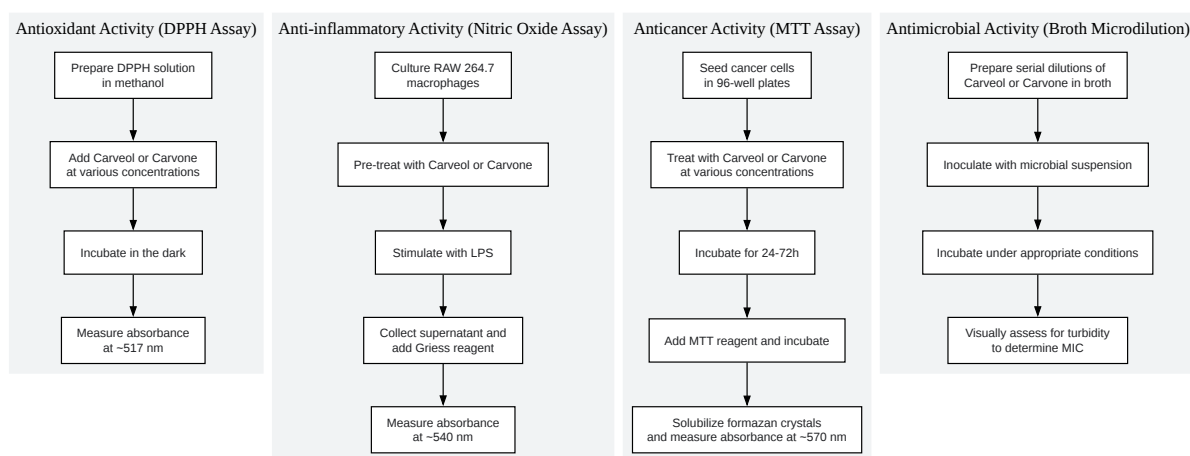 Antioxidant Activity (DPPH Assay)
Prepare DPPH solution
in methanol
Add Carveol or Carvone
at various concentrations
Incubate in the dark
Measure absorbance
at ~517 nm
Anti-inflammatory Activity (Nitric Oxide Assay)
Culture RAW 264.7
macrophages
Pre-treat with Carveol or Carvone
Stimulate with LPS
Collect supernatant and
add Griess reagent
Measure absorbance
at ~540 nm
Anticancer Activity (MTT Assay)
Seed cancer cells
in 96-well plates
Treat with Carveol or Carvone
at various concentrations
Incubate for 24-72h
Add MTT reagent and incubate
Solubilize formazan crystals
and measure absorbance at ~570 nm
Antimicrobial Activity (Broth Microdilution)
Prepare serial dilutions of
Carveol or Carvone in broth
Inoculate with microbial suspension
Incubate under appropriate conditions
Visually assess for turbidity
to determine MIC